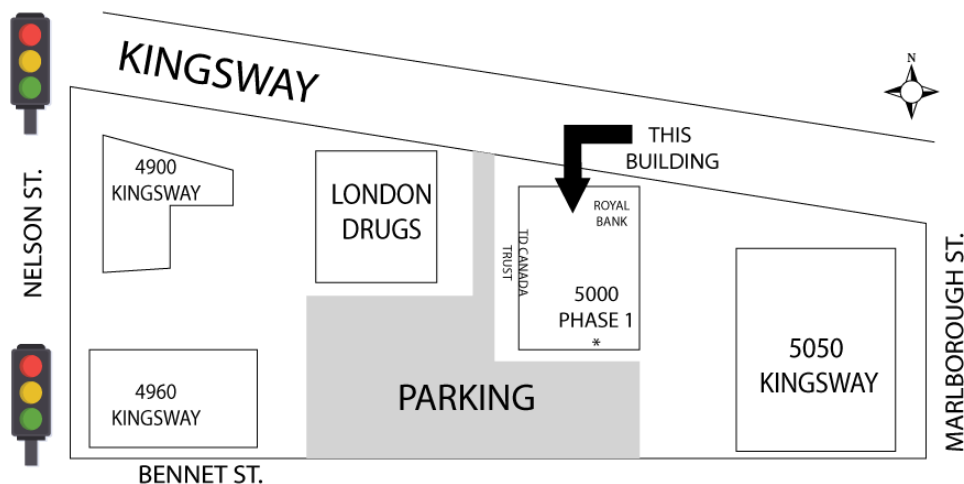 KINGSWAY
N
THIS
BUILDING
4900
KINGSWAY
LONDON
DRUGS
ROYAL
BANK
TD CANADA
TRUST
5000
PHASE 1
*
NELSON ST.
MARLBOROUGH ST.
5050
KINGSWAY
4960
KINGSWAY
PARKING
BENNET ST.